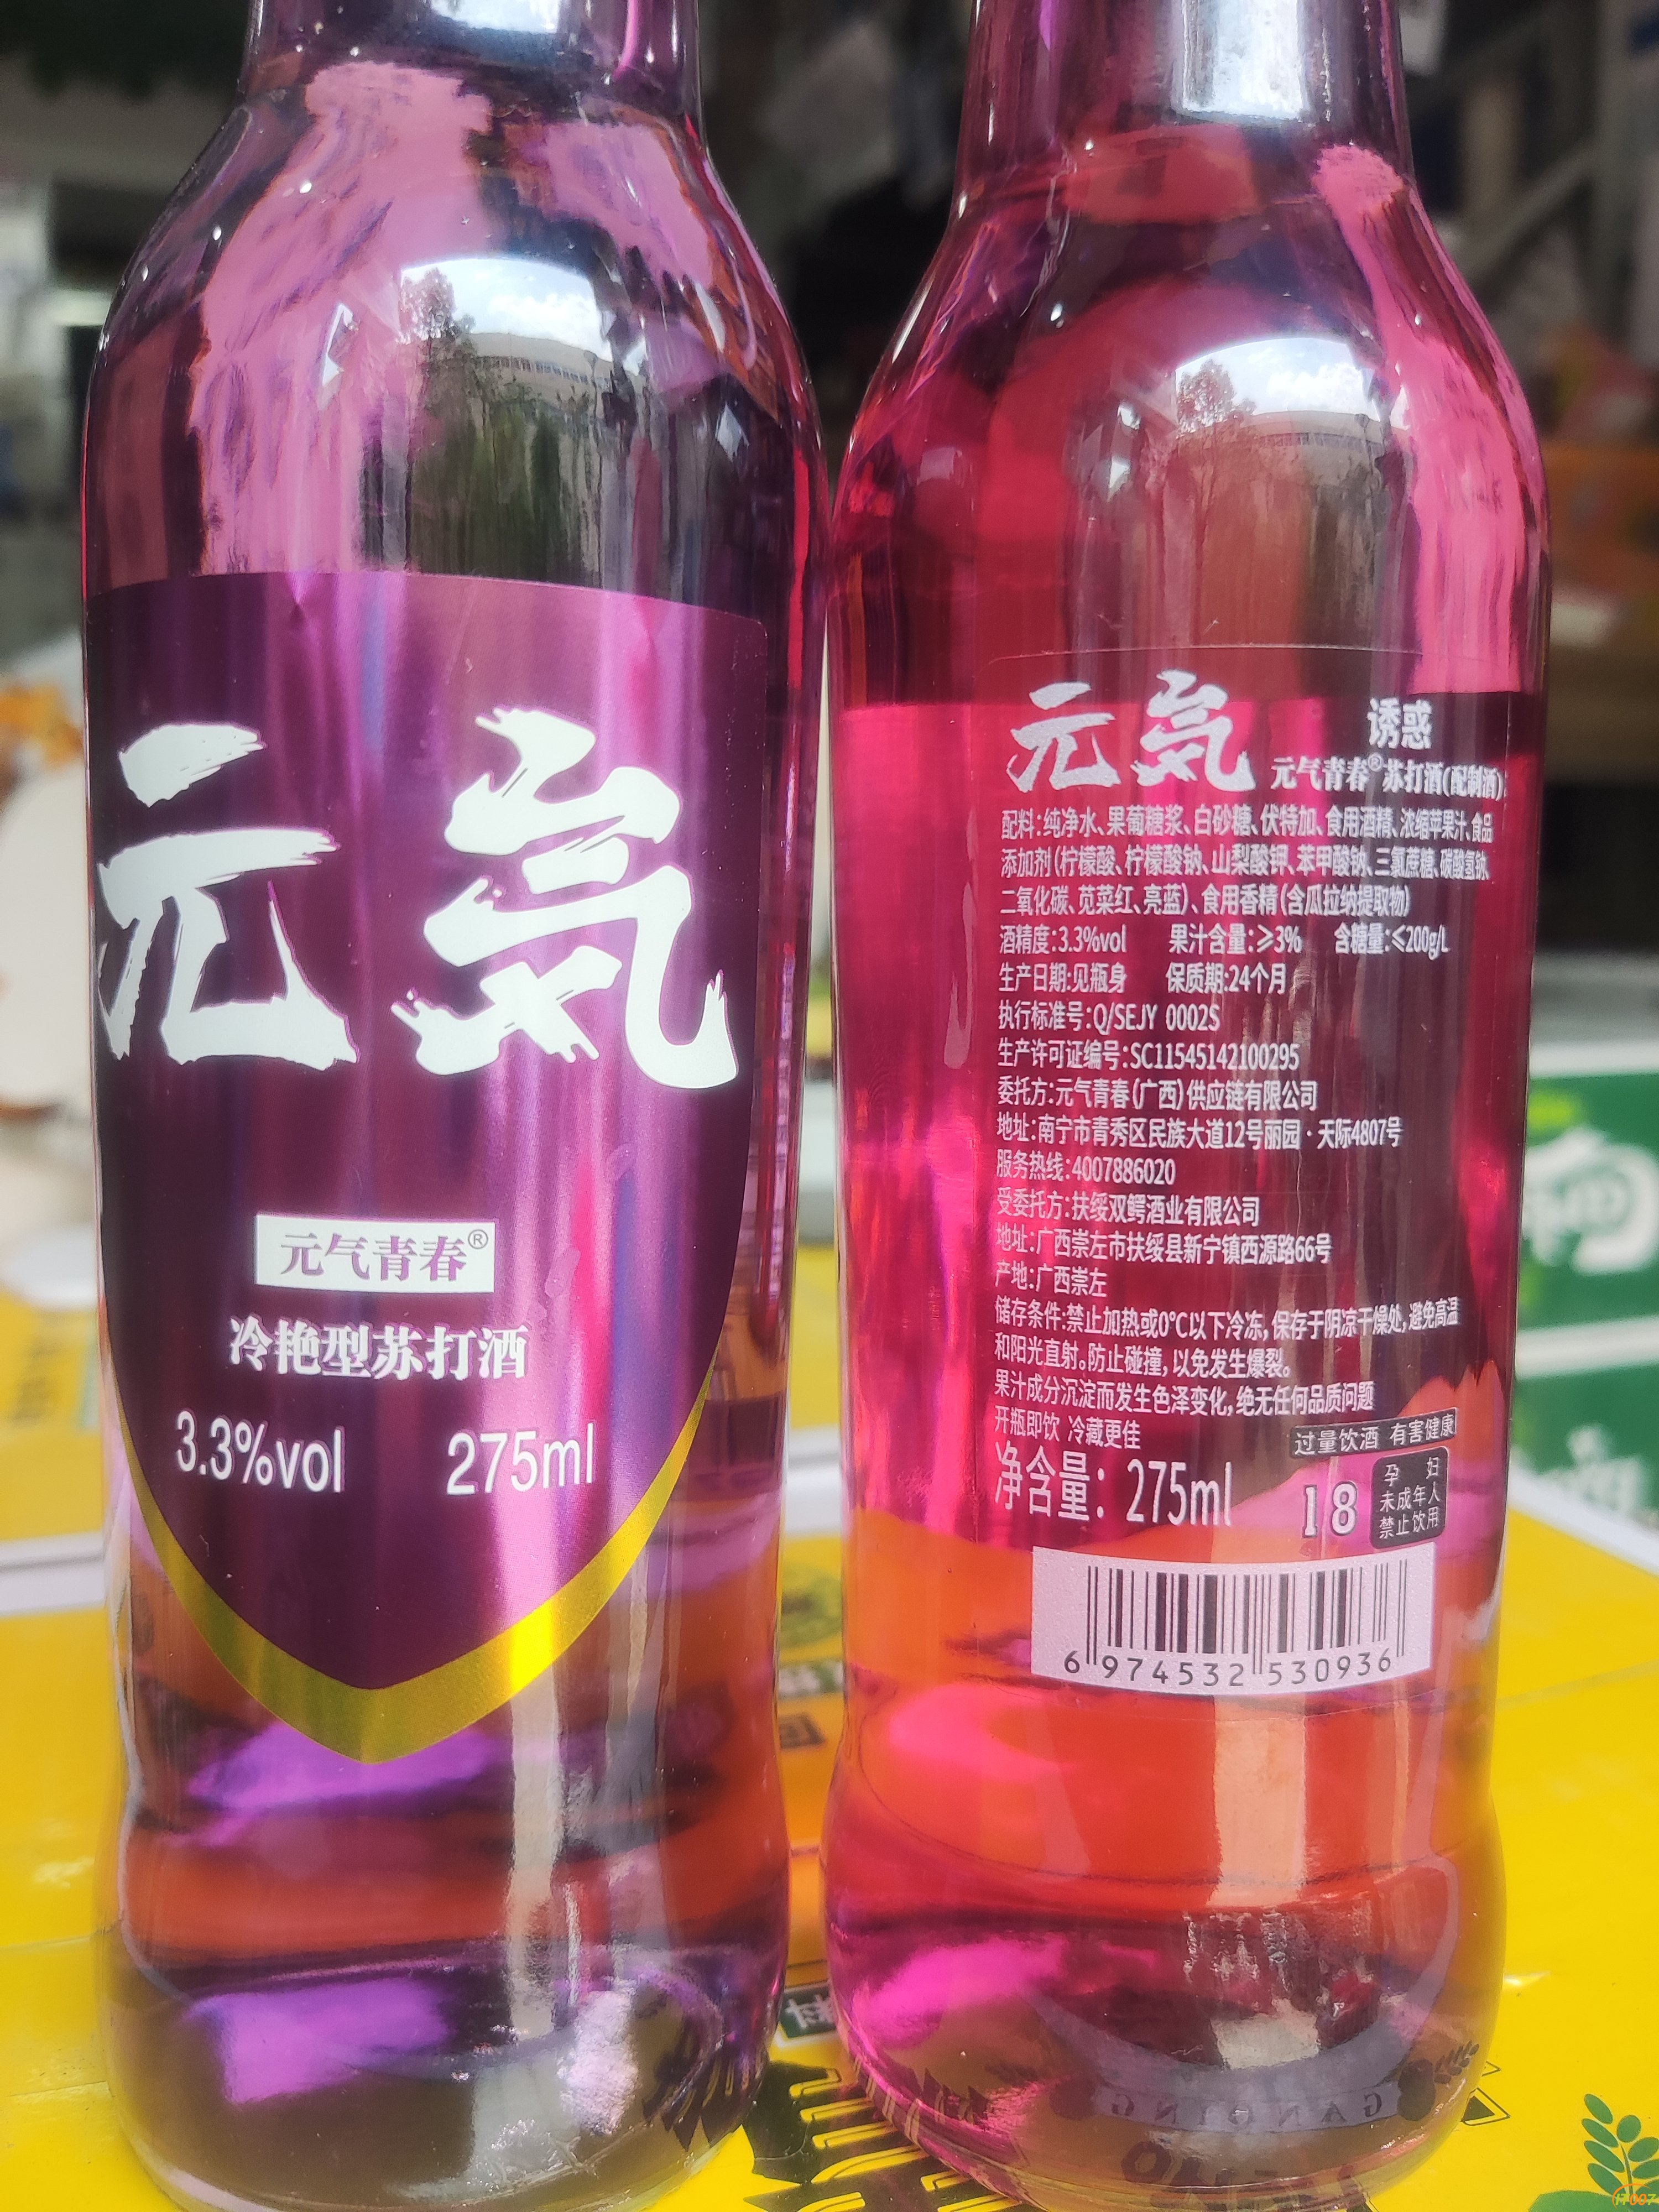 元気
元气青春®
冷艳型苏打酒
3.3%vol 275ml
元気 诱惑
元气青春®苏打酒(配制酒)
配料:纯净水、果葡糖浆、白砂糖、伏特加、食用酒精、浓缩苹果汁、食品
添加剂(柠檬酸、柠檬酸钠、山梨酸钾、苯甲酸钠、三氯蔗糖、碳酸氢钠、
二氧化碳、苋菜红、亮蓝)、食用香精(含瓜拉纳提取物)
酒精度:3.3%vol 果汁含量:≥3% 含糖量:≤200g/L
生产日期:见瓶身 保质期:24个月
执行标准号:Q/SEJY 0002S
生产许可证编号:SC11545142100295
委托方:元气青春(广西)供应链有限公司
地址:南宁市青秀区民族大道12号丽园·天际4807号
服务热线:4007886020
受委托方:扶绥双鳄酒业有限公司
地址:广西崇左市扶绥县新宁镇西源路66号
产地:广西崇左
储存条件:禁止加热或0°C以下冷冻,保存于阴凉干燥处,避免高温
和阳光直射。防止碰撞,以免发生爆裂。
果汁成分沉淀而发生色泽变化,绝无任何品质问题
开瓶即饮 冷藏更佳
过量饮酒 有害健康
净含量:275ml
18
孕妇
未成年人
禁止饮用
6 974532 530936